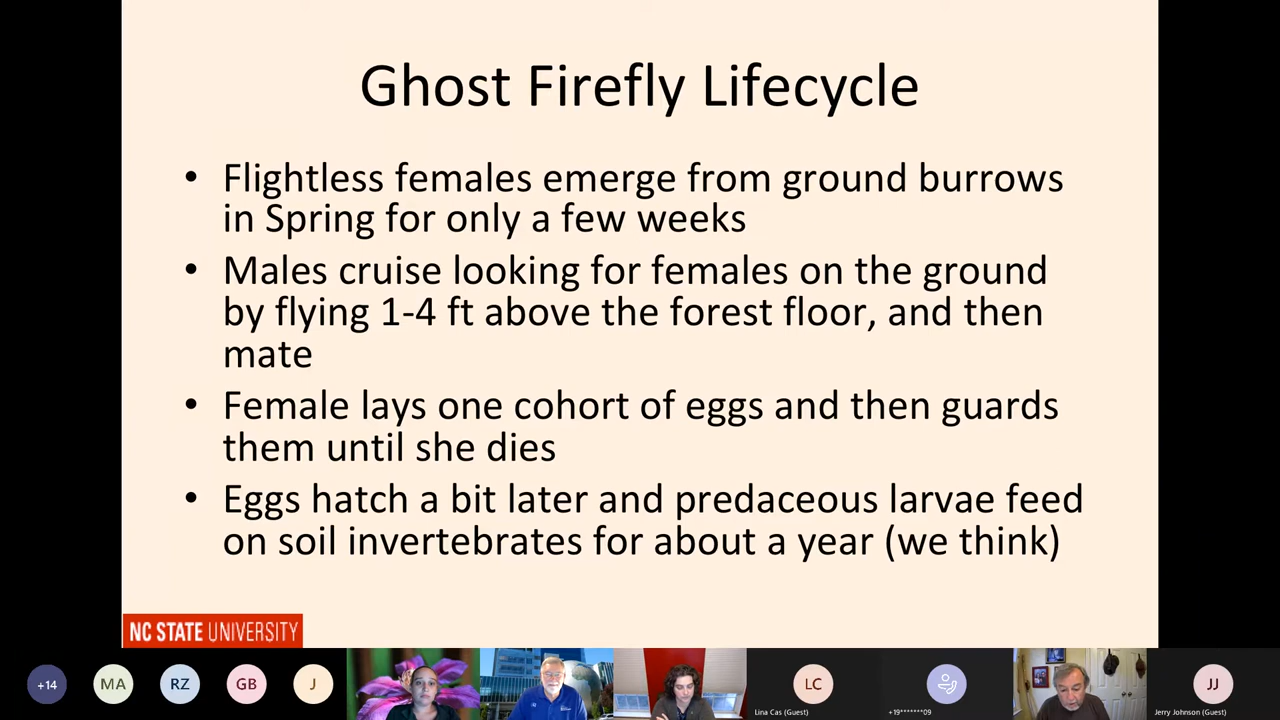 Ghost Firefly Lifecycle
• Flightless females emerge from ground burrows
in Spring for only a few weeks
• Males cruise looking for females on the ground
by flying 1-4 ft above the forest floor, and then
mate
• Female lays one cohort of eggs and then guards
them until she dies
• Eggs hatch a bit later and predaceous larvae feed
on soil invertebrates for about a year (we think)
NC STATE UNIVERSITY
+14
MA
RZ
GB
J
LC
Lina Cas (Guest)
+19*******09
JJ
Jerry Johnson (Guest)